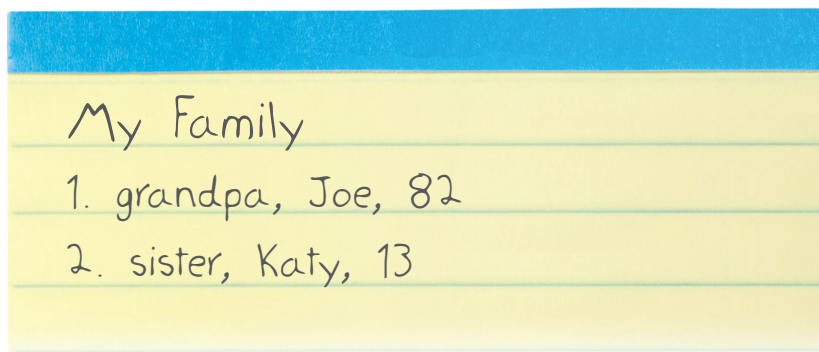 My Family
1. grandpa, Joe, 82
2. sister, Katy, 13